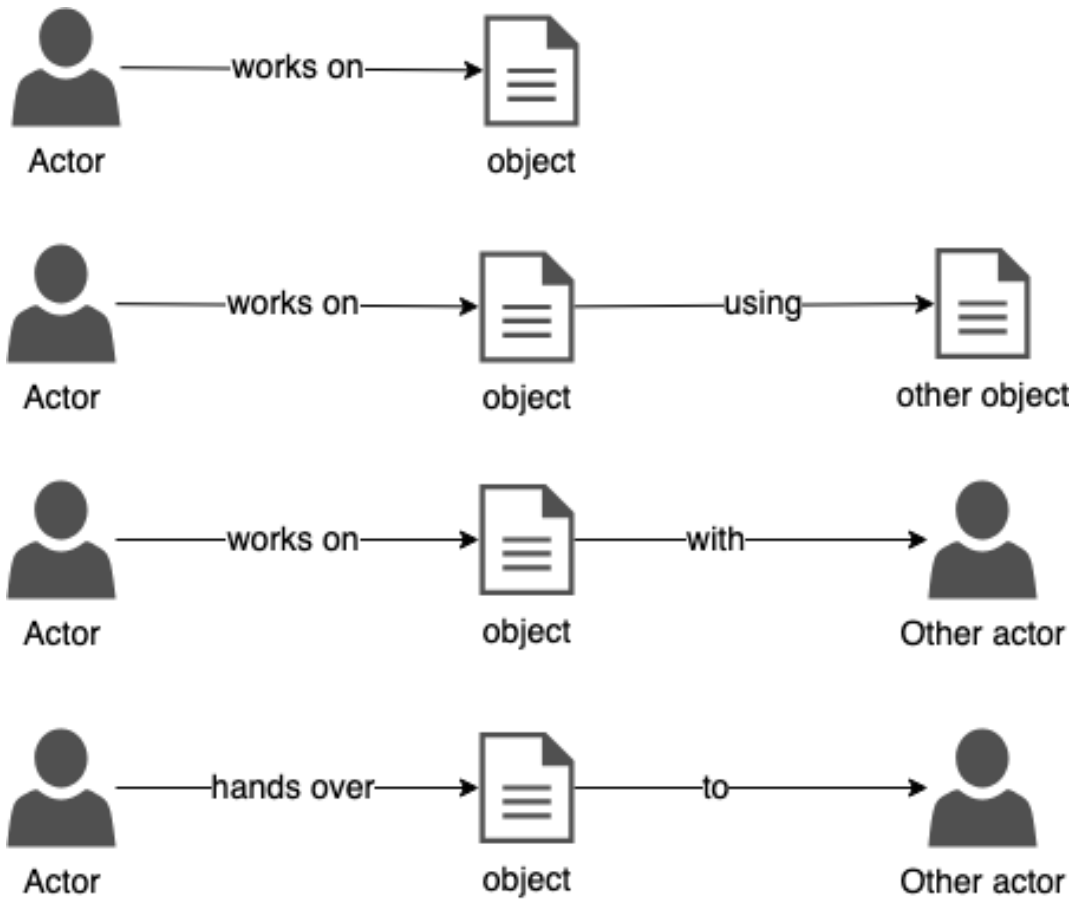 works on
Actor
object
works on
using
Actor
object
other object
works on
with
Actor
object
Other actor
hands over
to
Actor
object
Other actor